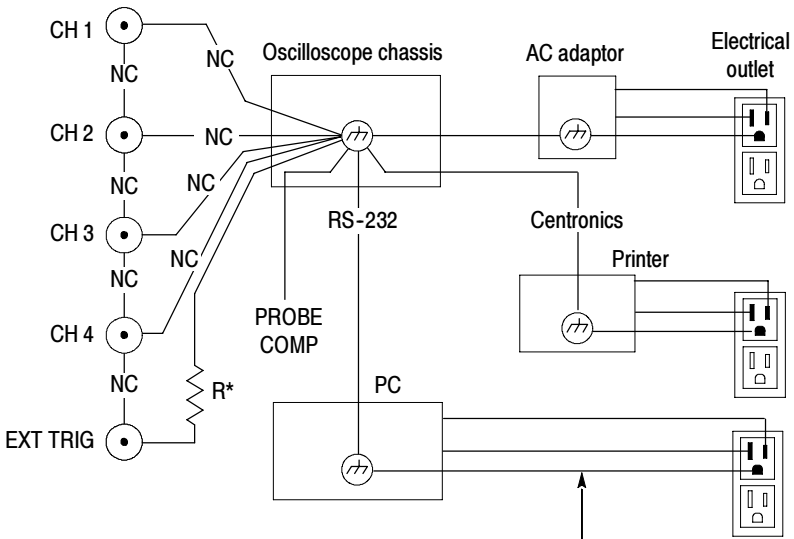 CH 1
NC
NC
Oscilloscope chassis
AC adaptor
Electrical
outlet
CH 2
NC
NC
NC
CH 3
NC
NC
RS-232
Centronics
Printer
CH 4
NC
PROBE
COMP
R*
PC
EXT TRIG